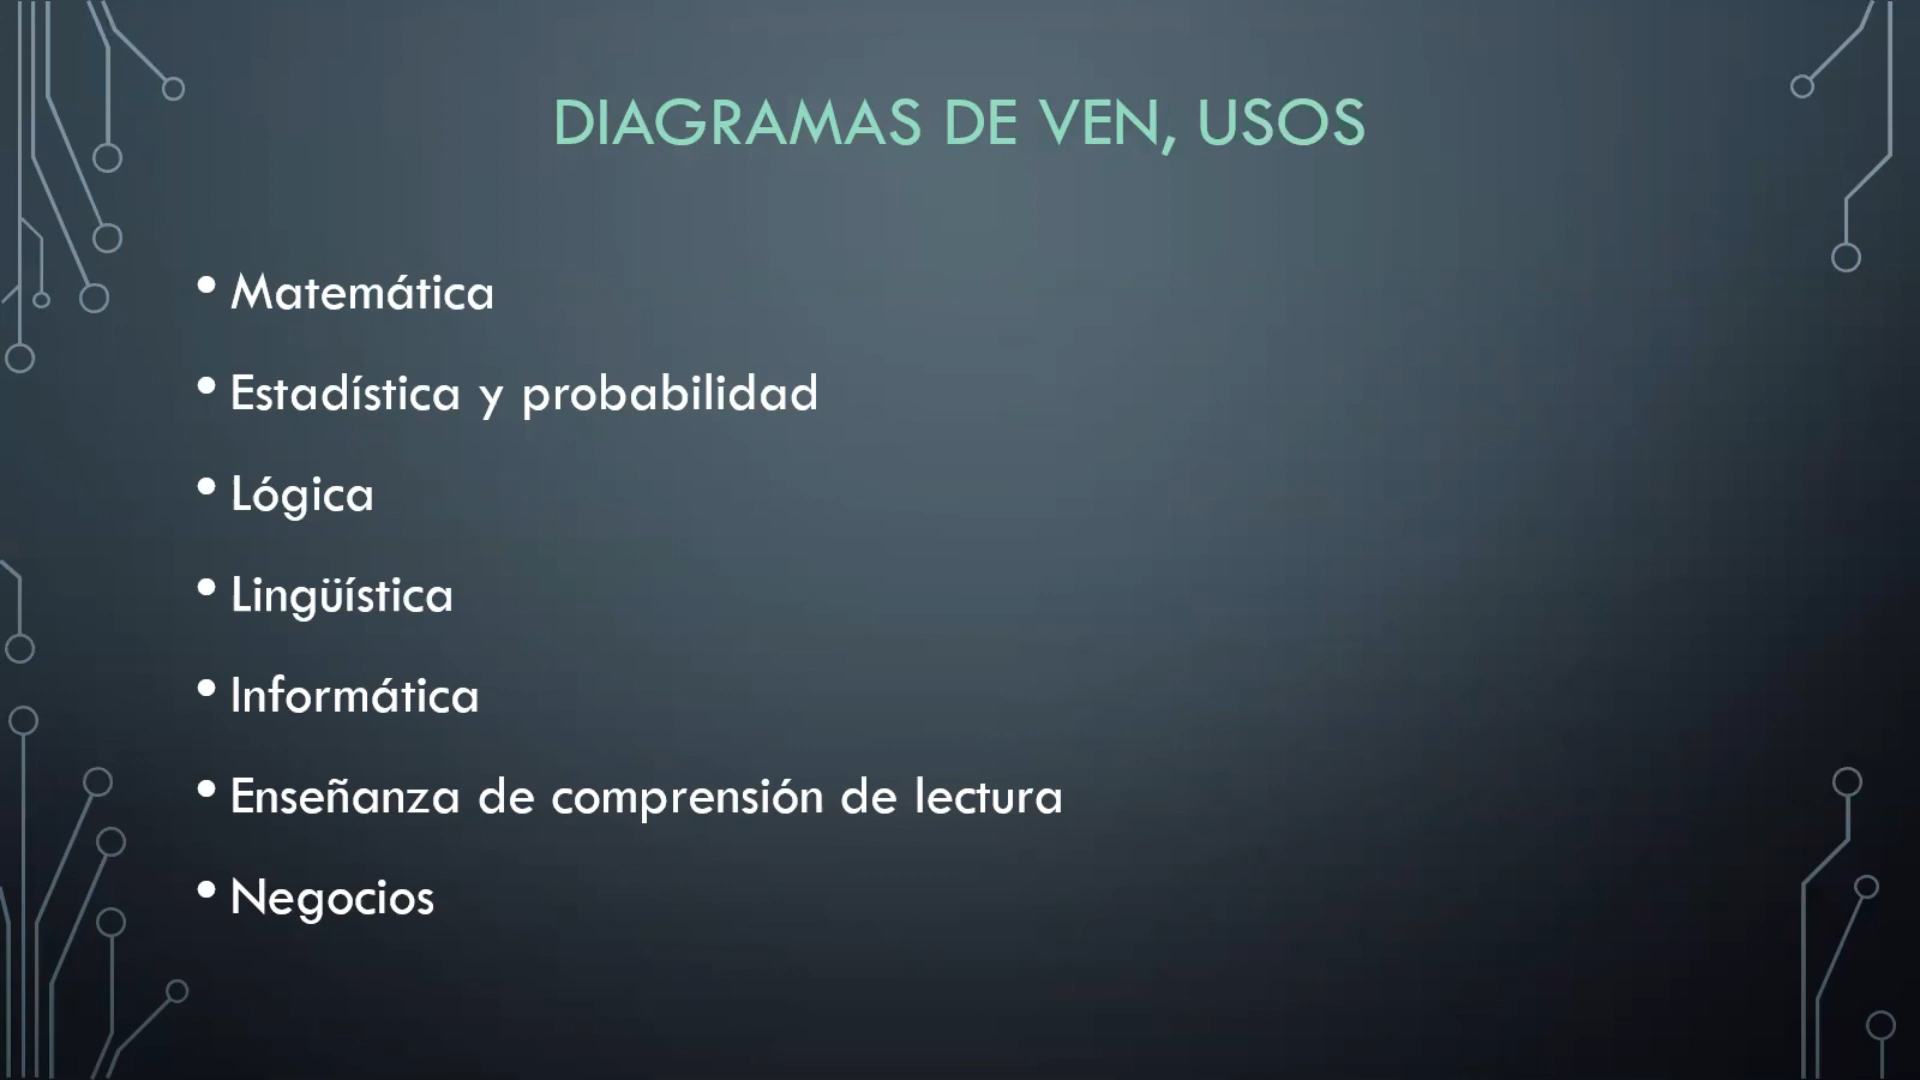 DIAGRAMAS DE VEN, USOS
• Matemática
• Estadística y probabilidad
• Lógica
• Lingüística
• Informática
• Enseñanza de comprensión de lectura
• Negocios